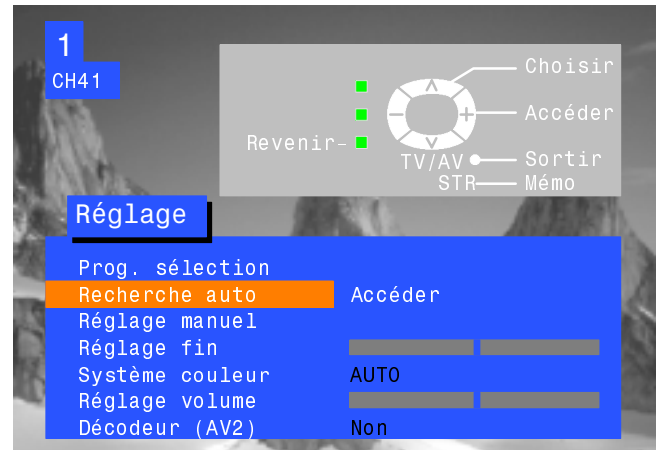 1
CH41
Choisir
Accéder
Revenir
TV/AV Sortir
STR Mémo
Réglage
Prog. sélection
Recherche auto Accéder
Réglage manuel
Réglage fin
Système couleur AUTO
Réglage volume
Décodeur (AV2) Non